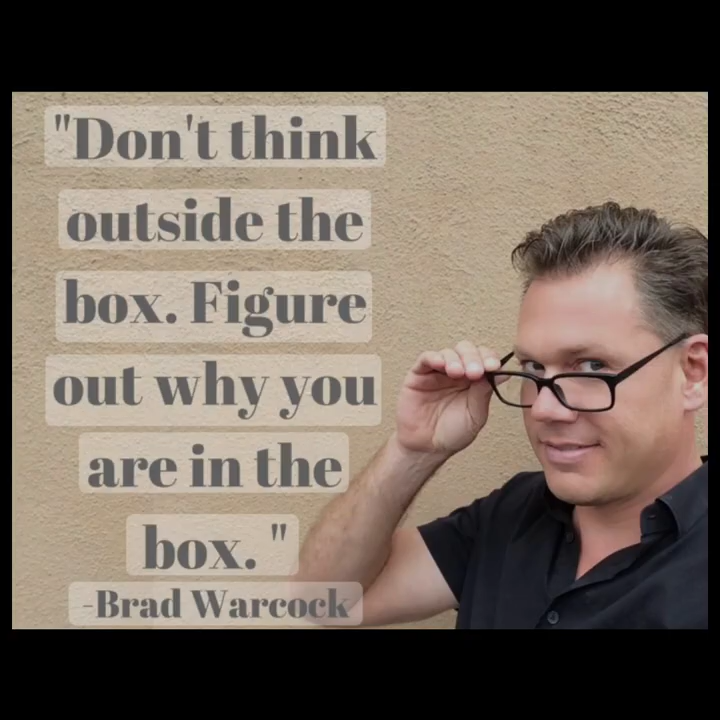 "Don't think
outside the
box. Figure
out why you
are in the
box. "
-Brad Warcock